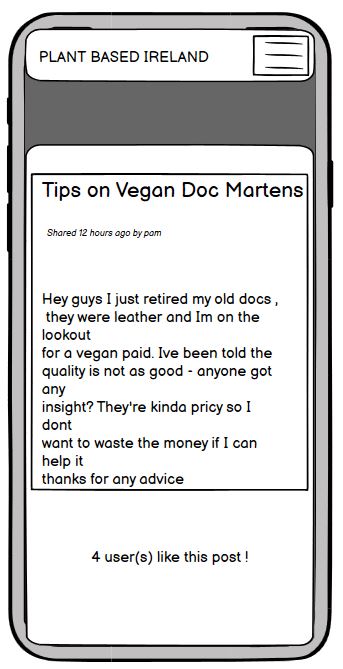 PLANT BASED IRELAND
Tips on Vegan Doc Martens
Shared 12 hours ago by pam
Hey guys I just retired my old docs ,
they were leather and Im on the
lookout
for a vegan paid. Ive been told the
quality is not as good - anyone got
any
insight? They're kinda pricy so I
dont
want to waste the money if I can
help it
thanks for any advice
4 user(s) like this post !